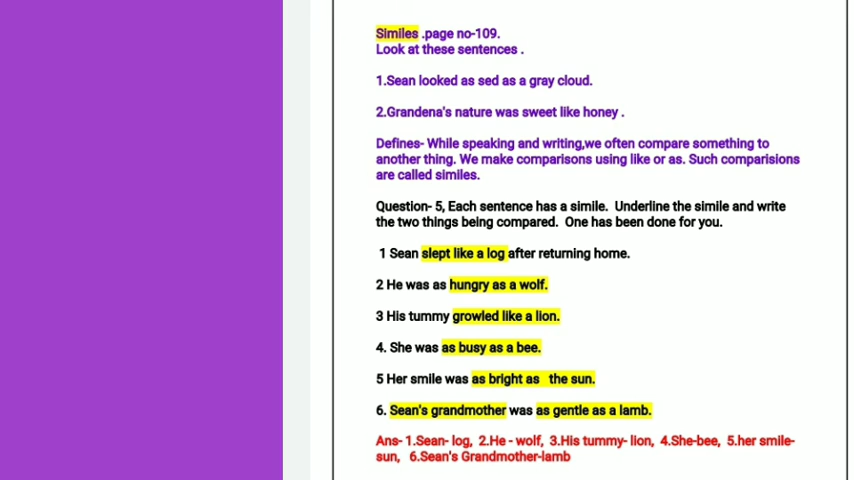 Similes .page no-109.
Look at these sentences .
1.Sean looked as sed as a gray cloud.
2.Grandena's nature was sweet like honey .
Defines- While speaking and writing,we often compare something to
another thing. We make comparisons using like or as. Such comparisions
are called similes.
Question- 5, Each sentence has a simile.  Underline the simile and write
the two things being compared.  One has been done for you.
1 Sean slept like a log after returning home.
2 He was as hungry as a wolf.
3 His tummy growled like a lion.
4. She was as busy as a bee.
5 Her smile was as bright as   the sun.
6. Sean's grandmother was as gentle as a lamb.
Ans- 1.Sean- log,  2.He - wolf,  3.His tummy- lion,  4.She-bee,  5.her smile-
sun,   6.Sean's Grandmother-lamb